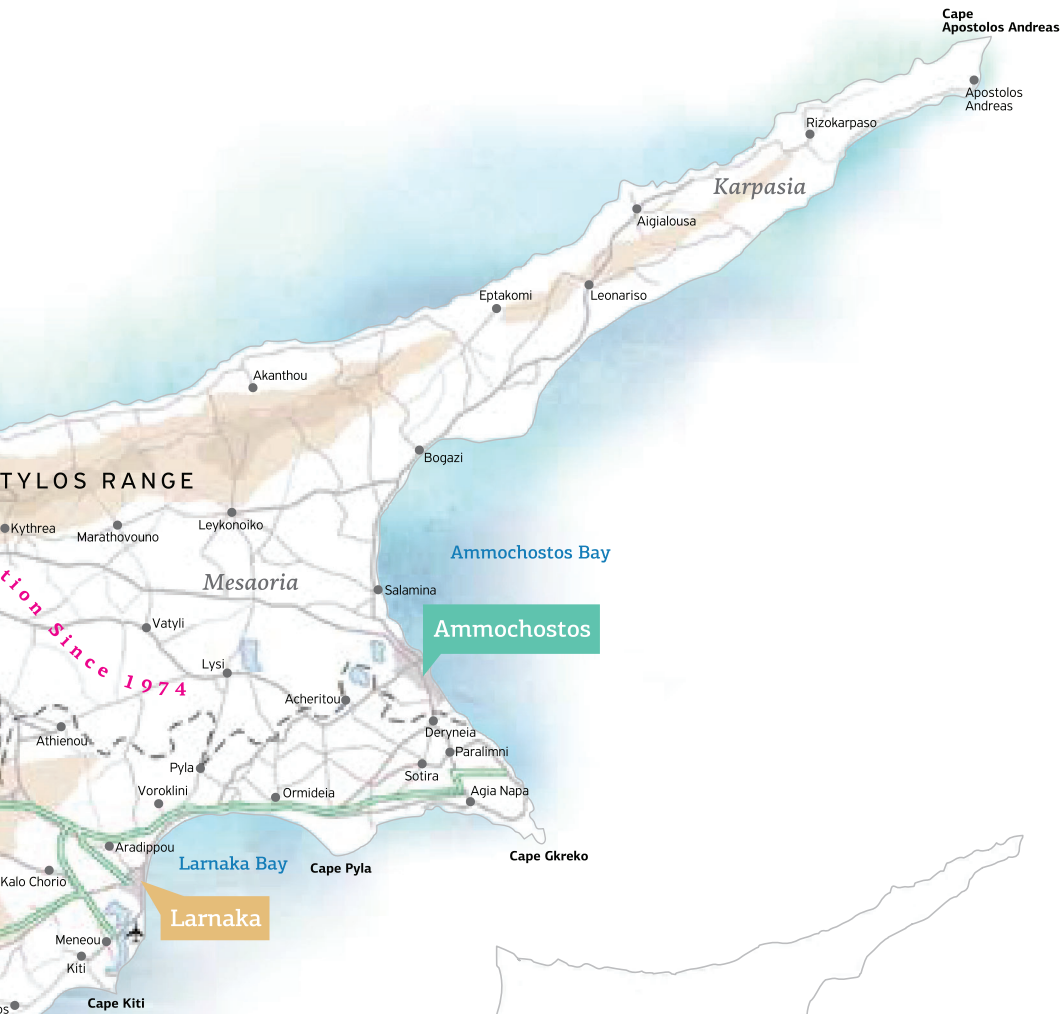 Cape
Apostolos Andreas
Apostolos
Andreas
Rizokarpaso
Karpasia
Aigialousa
Eptakomi
Leonariso
Akanthou
Bogazi
TYLOS RANGE
Kythrea
Marathovouno
Leykonoiko
Ammochostos Bay
Mesaoria
Salamina
tion Since 1974
Vatyli
Ammochostos
Lysi
Acheritou
Athienou
Deryneia
Paralimni
Pyla
Sotira
Voroklini
Ormideia
Agia Napa
Aradippou
Larnaka Bay
Cape Pyla
Cape Gkreko
Kalo Chorio
Larnaka
Meneou
Kiti
Cape Kiti
os